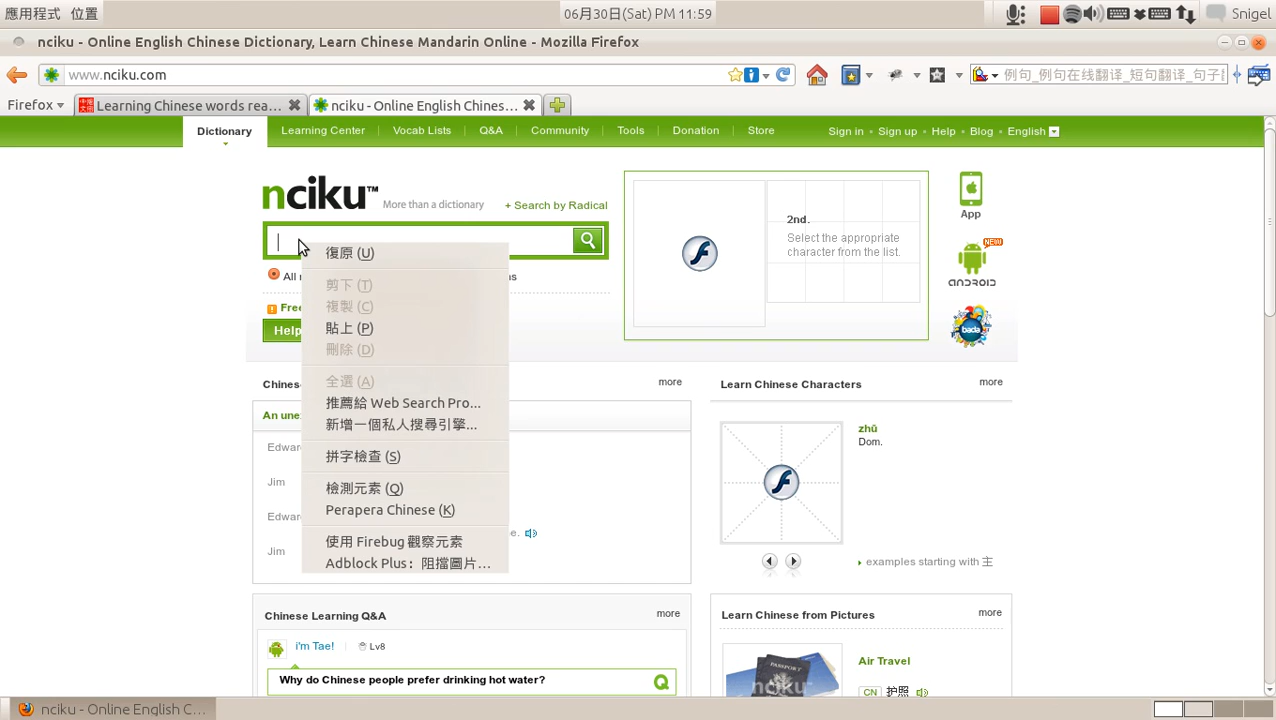 應用程式 位置
06月30日(Sat) PM 11:59
Snigel
nciku - Online English Chinese Dictionary, Learn Chinese Mandarin Online - Mozilla Firefox
www.nciku.com
例句_例句在线翻译_短句翻译_句子
Firefox
Learning Chinese words rea...
nciku - Online English Chines...
Dictionary
Learning Center
Vocab Lists
Q&A
Community
Tools
Donation
Store
Sign in
Sign up
Help
Blog
English
nciku™
More than a dictionary
+ Search by Radical
2nd.
Select the appropriate
character from the list.
App
NEW
ANDROID
bada
復原 (U)
剪下 (T)
複製 (C)
貼上 (P)
刪除 (D)
全選 (A)
推薦給 Web Search Pro...
新增一個私人搜尋引擎...
拼字檢查 (S)
檢測元素 (Q)
Perapera Chinese (K)
使用 Firebug 觀察元素
Adblock Plus：阻擋圖片...
All
Free
Help
more
An une
Jim
Jim
Learn Chinese Characters
more
zhǔ
Dom.
examples starting with 主
Chinese Learning Q&A
more
i'm Tae!
Lv8
Why do Chinese people prefer drinking hot water?
Q
Learn Chinese from Pictures
more
PASSPORT
nciku
Air Travel
CN 护照
nciku - Online English C...